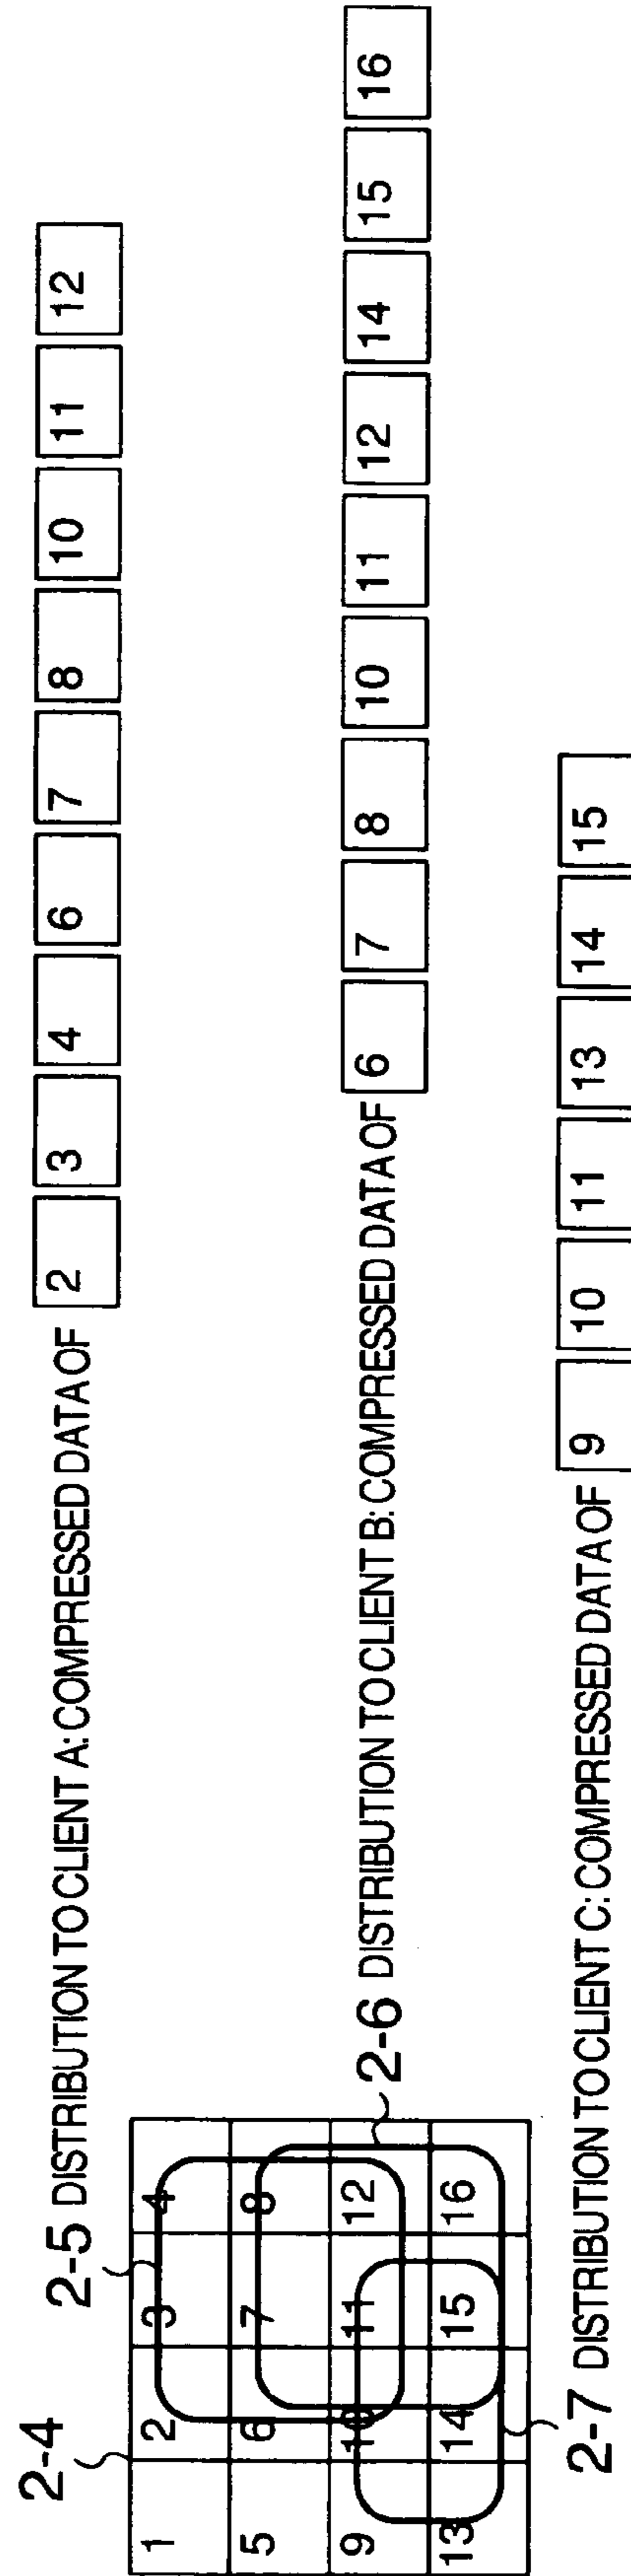 2-4
2-5 DISTRIBUTION TO CLIENT A: COMPRESSED DATA OF 2 3 4 6 7 8 10 11 12
1 2 3 4
5 6 7 8
9 10 11 12
13 14 15 16
2-6 DISTRIBUTION TO CLIENT B: COMPRESSED DATA OF 6 7 8 10 11 12 14 15 16
2-7 DISTRIBUTION TO CLIENT C: COMPRESSED DATA OF 9 10 11 13 14 15